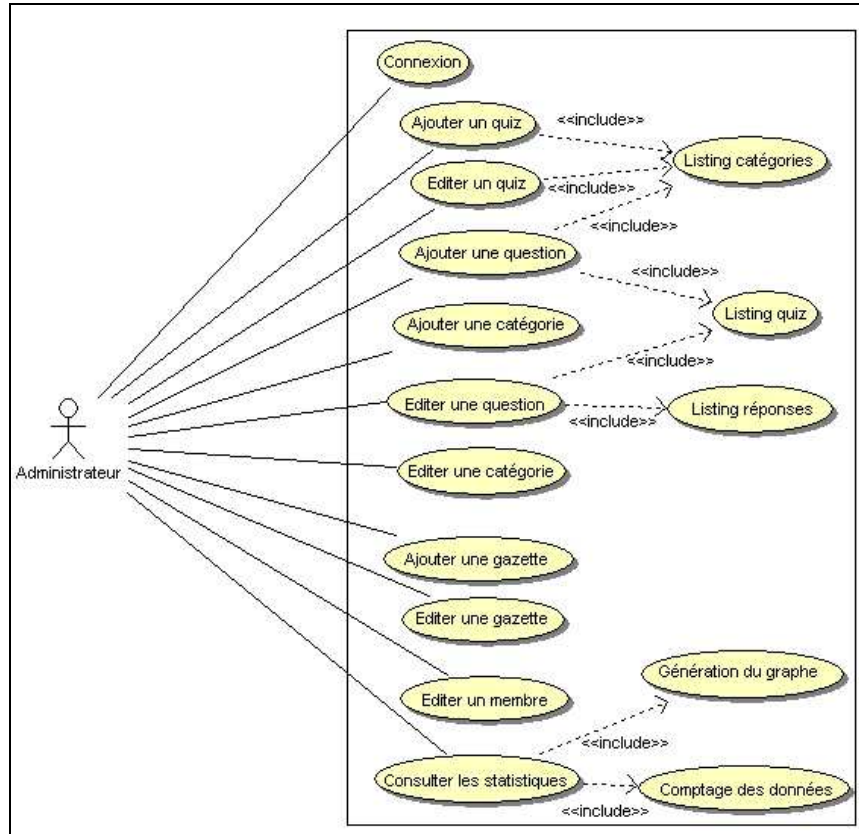 Connexion
Ajouter un quiz
<<include>>
Listing catégories
Editer un quiz
<<include>>
<<include>>
Ajouter une question
<<include>>
Listing quiz
Ajouter une catégorie
<<include>>
Editer une question
Listing réponses
<<include>>
Administrateur
Editer une catégorie
Ajouter une gazette
Editer une gazette
Génération du graphe
Editer un membre
<<include>>
Consulter les statistiques
Comptage des données
<<include>>